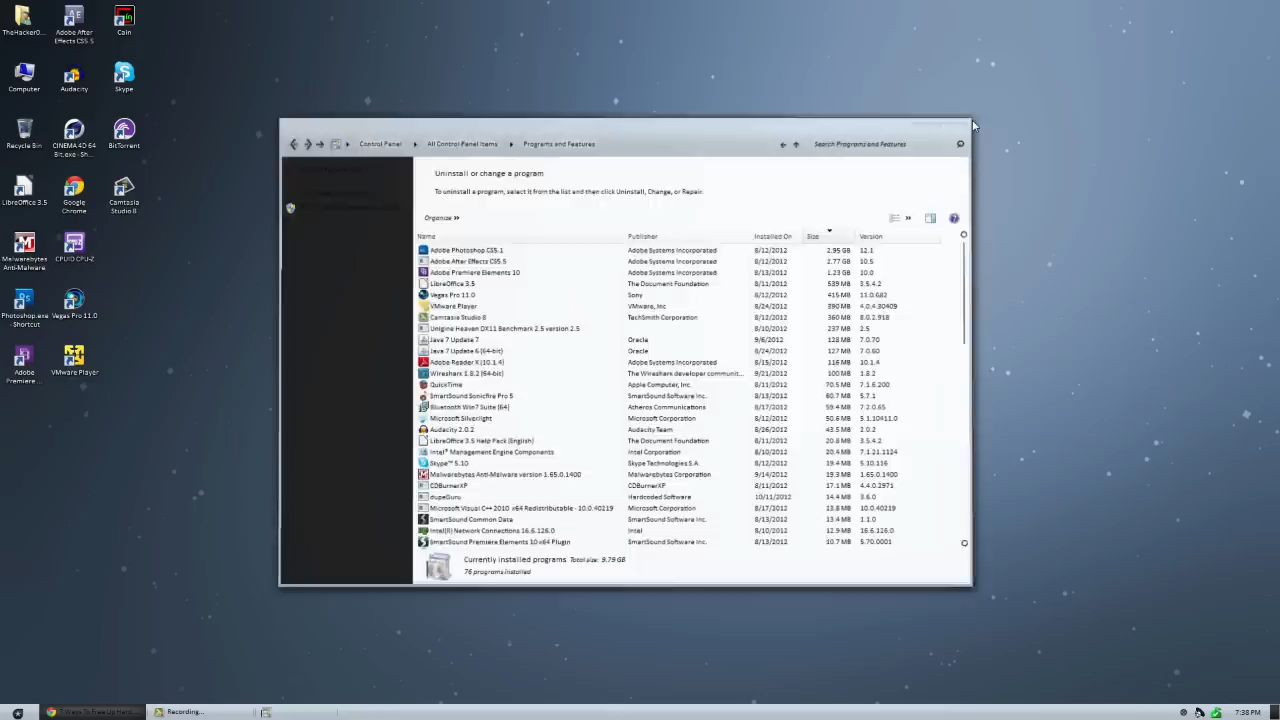 TheHacker0...
Adobe After
Effects CS5.5
Cain
Computer
Audacity
Skype
Recycle Bin
CINEMA 4D 64
Bit.exe - Sh...
BitTorrent
LibreOffice 3.5
Google
Chrome
Camtasia
Studio 8
Malwarebytes
Anti-Malware
CPUID CPU-Z
Photoshop.exe
- Shortcut
Vegas Pro 11.0
Adobe
Premiere ...
VMware Player
Control Panel
All Control Panel Items
Programs and Features
Search Programs and Features
Uninstall or change a program
To uninstall a program, select it from the list and then click Uninstall, Change, or Repair.
Organize
Name Publisher Installed On Size Version
Adobe Photoshop CS5.1 Adobe Systems Incorporated 8/12/2012 2.95 GB 12.1
Adobe After Effects CS5.5 Adobe Systems Incorporated 8/12/2012 2.77 GB 10.5
Adobe Premiere Elements 10 Adobe Systems Incorporated 8/13/2012 1.23 GB 10.0
LibreOffice 3.5 The Document Foundation 8/11/2012 539 MB 3.5.4.2
Vegas Pro 11.0 Sony 8/12/2012 415 MB 11.0.682
VMware Player VMware, Inc 8/24/2012 390 MB 4.0.4.30409
Camtasia Studio 8 TechSmith Corporation 8/12/2012 360 MB 8.0.2.918
Unigine Heaven DX11 Benchmark 2.5 version 2.5 8/10/2012 237 MB 2.5
Java 7 Update 7 Oracle 9/6/2012 128 MB 7.0.70
Java 7 Update 6 (64-bit) Oracle 8/24/2012 127 MB 7.0.60
Adobe Reader X (10.1.4) Adobe Systems Incorporated 8/15/2012 116 MB 10.1.4
Wireshark 1.8.2 (64-bit) The Wireshark developer communit... 9/21/2012 100 MB 1.8.2
QuickTime Apple Computer, Inc. 8/11/2012 70.5 MB 7.1.6.200
SmartSound Sonicfire Pro 5 SmartSound Software Inc. 8/13/2012 60.7 MB 5.7.1
Bluetooth Win7 Suite (64) Atheros Communications 8/17/2012 59.4 MB 7.2.0.65
Microsoft Silverlight Microsoft Corporation 8/12/2012 50.6 MB 5.1.10411.0
Audacity 2.0.2 Audacity Team 8/26/2012 43.5 MB 2.0.2
LibreOffice 3.5 Help Pack (English) The Document Foundation 8/11/2012 20.8 MB 3.5.4.2
Intel® Management Engine Components Intel Corporation 8/10/2012 20.4 MB 7.1.21.1124
Skype™ 5.10 Skype Technologies S.A. 8/12/2012 19.4 MB 5.10.116
Malwarebytes Anti-Malware version 1.65.0.1400 Malwarebytes Corporation 9/14/2012 19.3 MB 1.65.0.1400
CDBurnerXP CDBurnerXP 8/11/2012 17.1 MB 4.4.0.2971
dupeGuru Hardcoded Software 10/11/2012 14.4 MB 3.6.0
Microsoft Visual C++ 2010 x64 Redistributable - 10.0.40219 Microsoft Corporation 8/17/2012 13.8 MB 10.0.40219
SmartSound Common Data SmartSound Software Inc. 8/13/2012 13.4 MB 1.1.0
Intel(R) Network Connections 16.6.126.0 Intel 8/10/2012 12.9 MB 16.6.126.0
SmartSound Premiere Elements 10 x64 Plugin SmartSound Software Inc. 8/13/2012 10.7 MB 5.70.0001
Currently installed programs Total size: 9.79 GB
76 programs installed
7 Ways To Free Up Hard
Recording...
7:38 PM